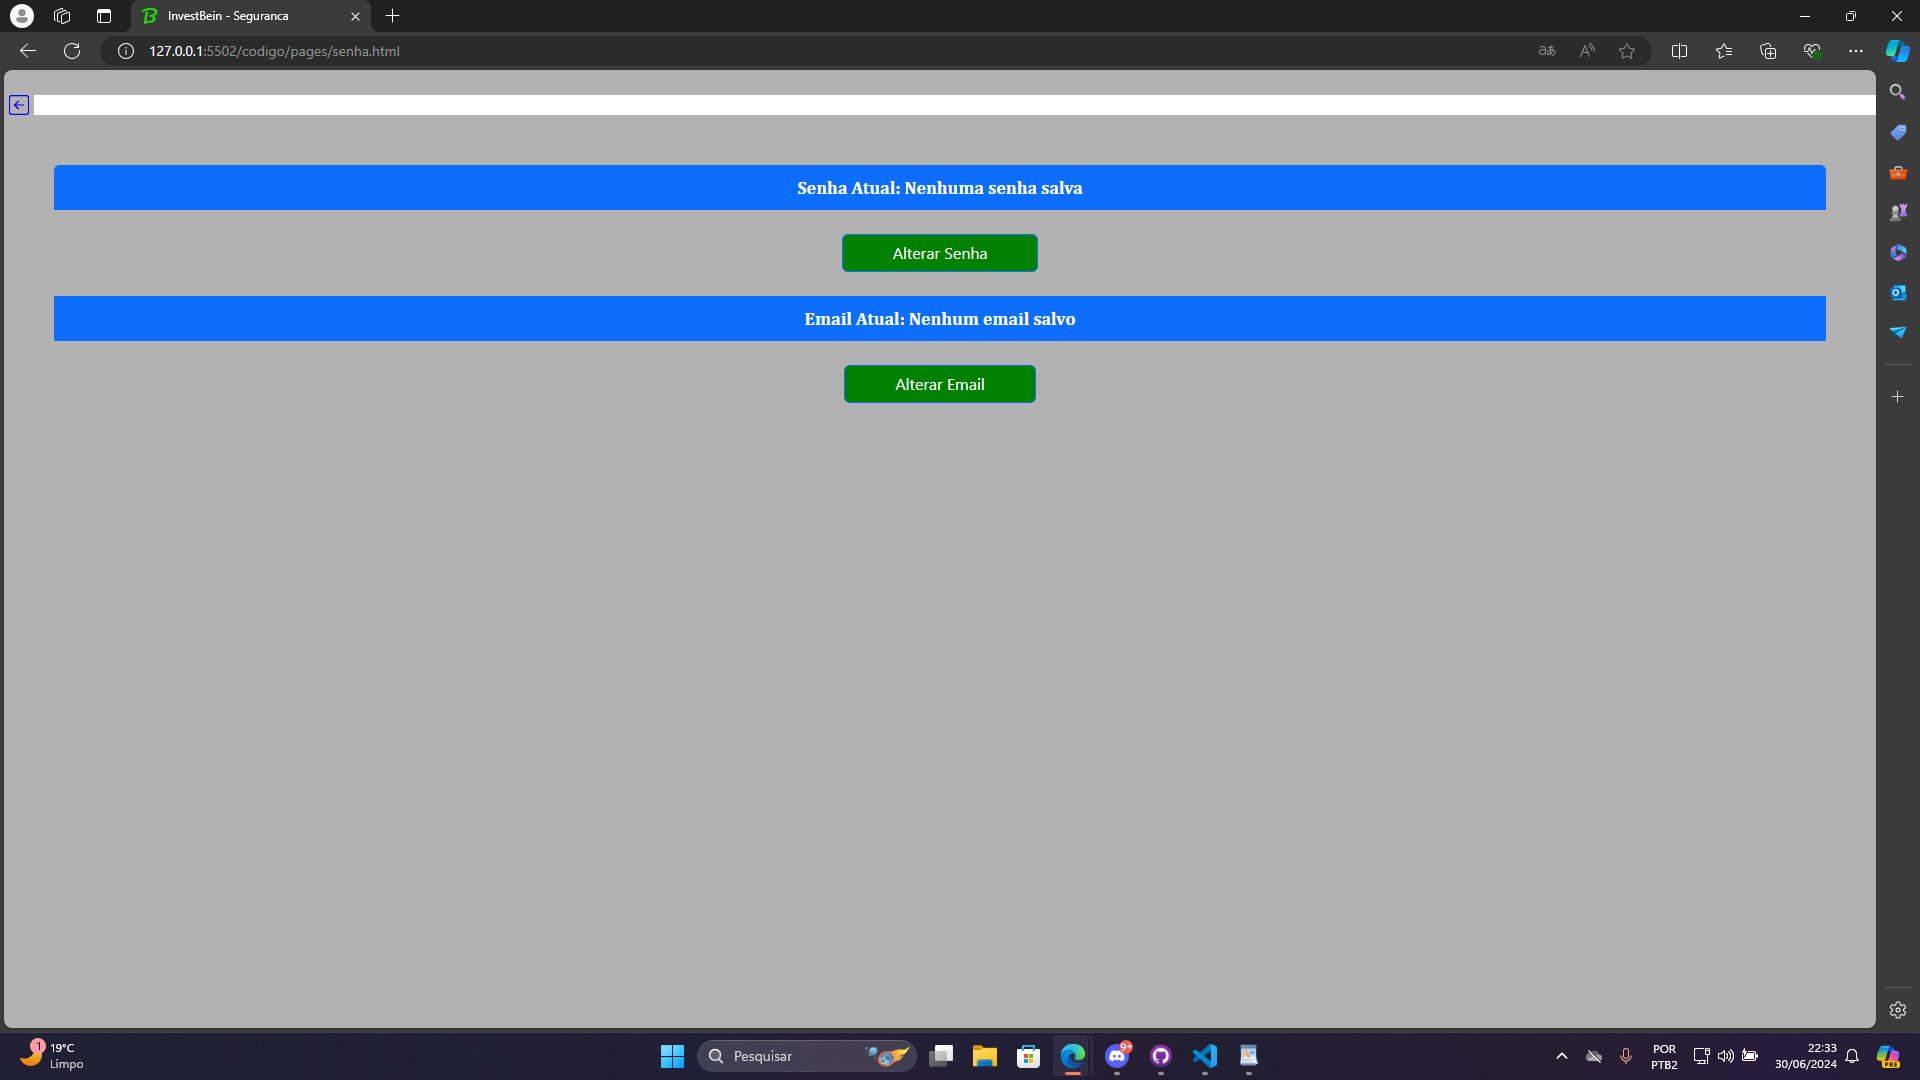 InvestBein - Seguranca
127.0.0.1:5502/codigo/pages/senha.html
Senha Atual: Nenhuma senha salva
Alterar Senha
Email Atual: Nenhum email salvo
Alterar Email
1
19°C
Limpo
Pesquisar
9+
POR
PTB2
22:33
30/06/2024
PRE